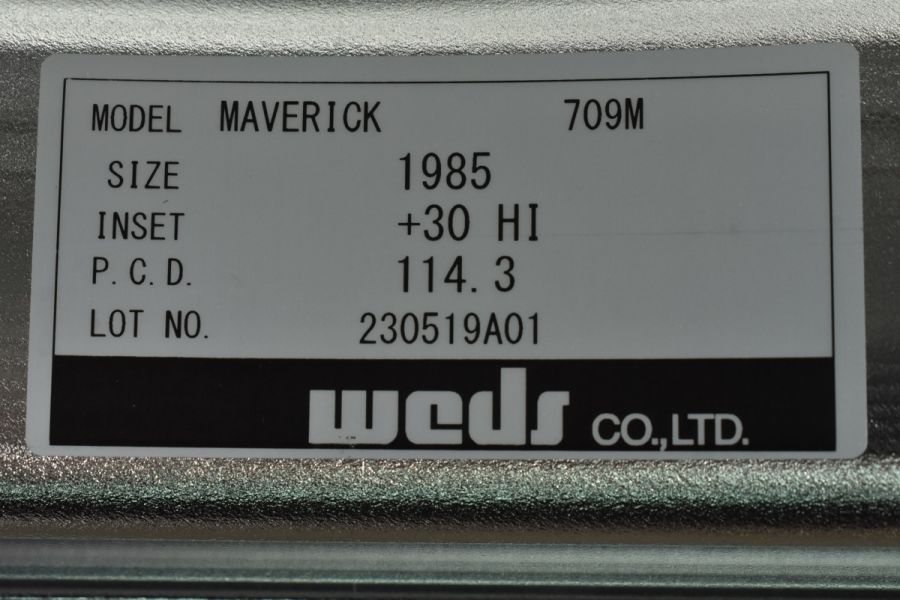 MODEL MAVERICK 709M
SIZE 1985
INSET +30 HI
P.C.D. 114.3
LOT NO. 230519A01
weds CO.,LTD.